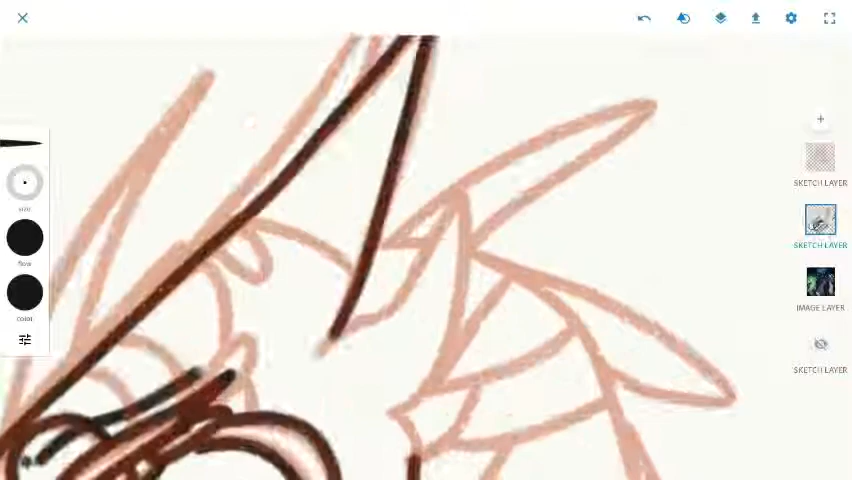 size
flow
color
SKETCH LAYER
SKETCH LAYER
IMAGE LAYER
SKETCH LAYER